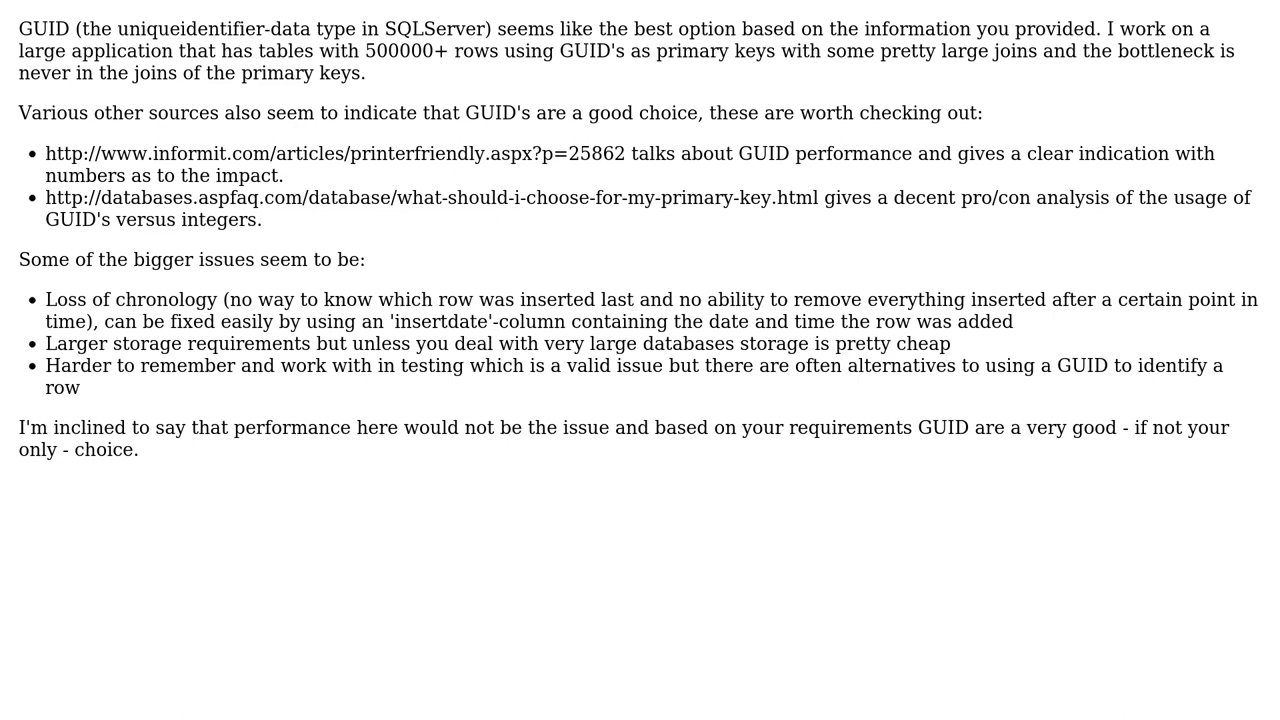 GUID (the uniqueidentifier-data type in SQLServer) seems like the best option based on the information you provided. I work on a
large application that has tables with 500000+ rows using GUID's as primary keys with some pretty large joins and the bottleneck is
never in the joins of the primary keys.
Various other sources also seem to indicate that GUID's are a good choice, these are worth checking out:
• http://www.informit.com/articles/printerfriendly.aspx?p=25862 talks about GUID performance and gives a clear indication with
numbers as to the impact.
• http://databases.aspfaq.com/database/what-should-i-choose-for-my-primary-key.html gives a decent pro/con analysis of the usage of
GUID's versus integers.
Some of the bigger issues seem to be:
• Loss of chronology (no way to know which row was inserted last and no ability to remove everything inserted after a certain point in
time), can be fixed easily by using an 'insertdate'-column containing the date and time the row was added
• Larger storage requirements but unless you deal with very large databases storage is pretty cheap
• Harder to remember and work with in testing which is a valid issue but there are often alternatives to using a GUID to identify a
row
I'm inclined to say that performance here would not be the issue and based on your requirements GUID are a very good - if not your
only - choice.